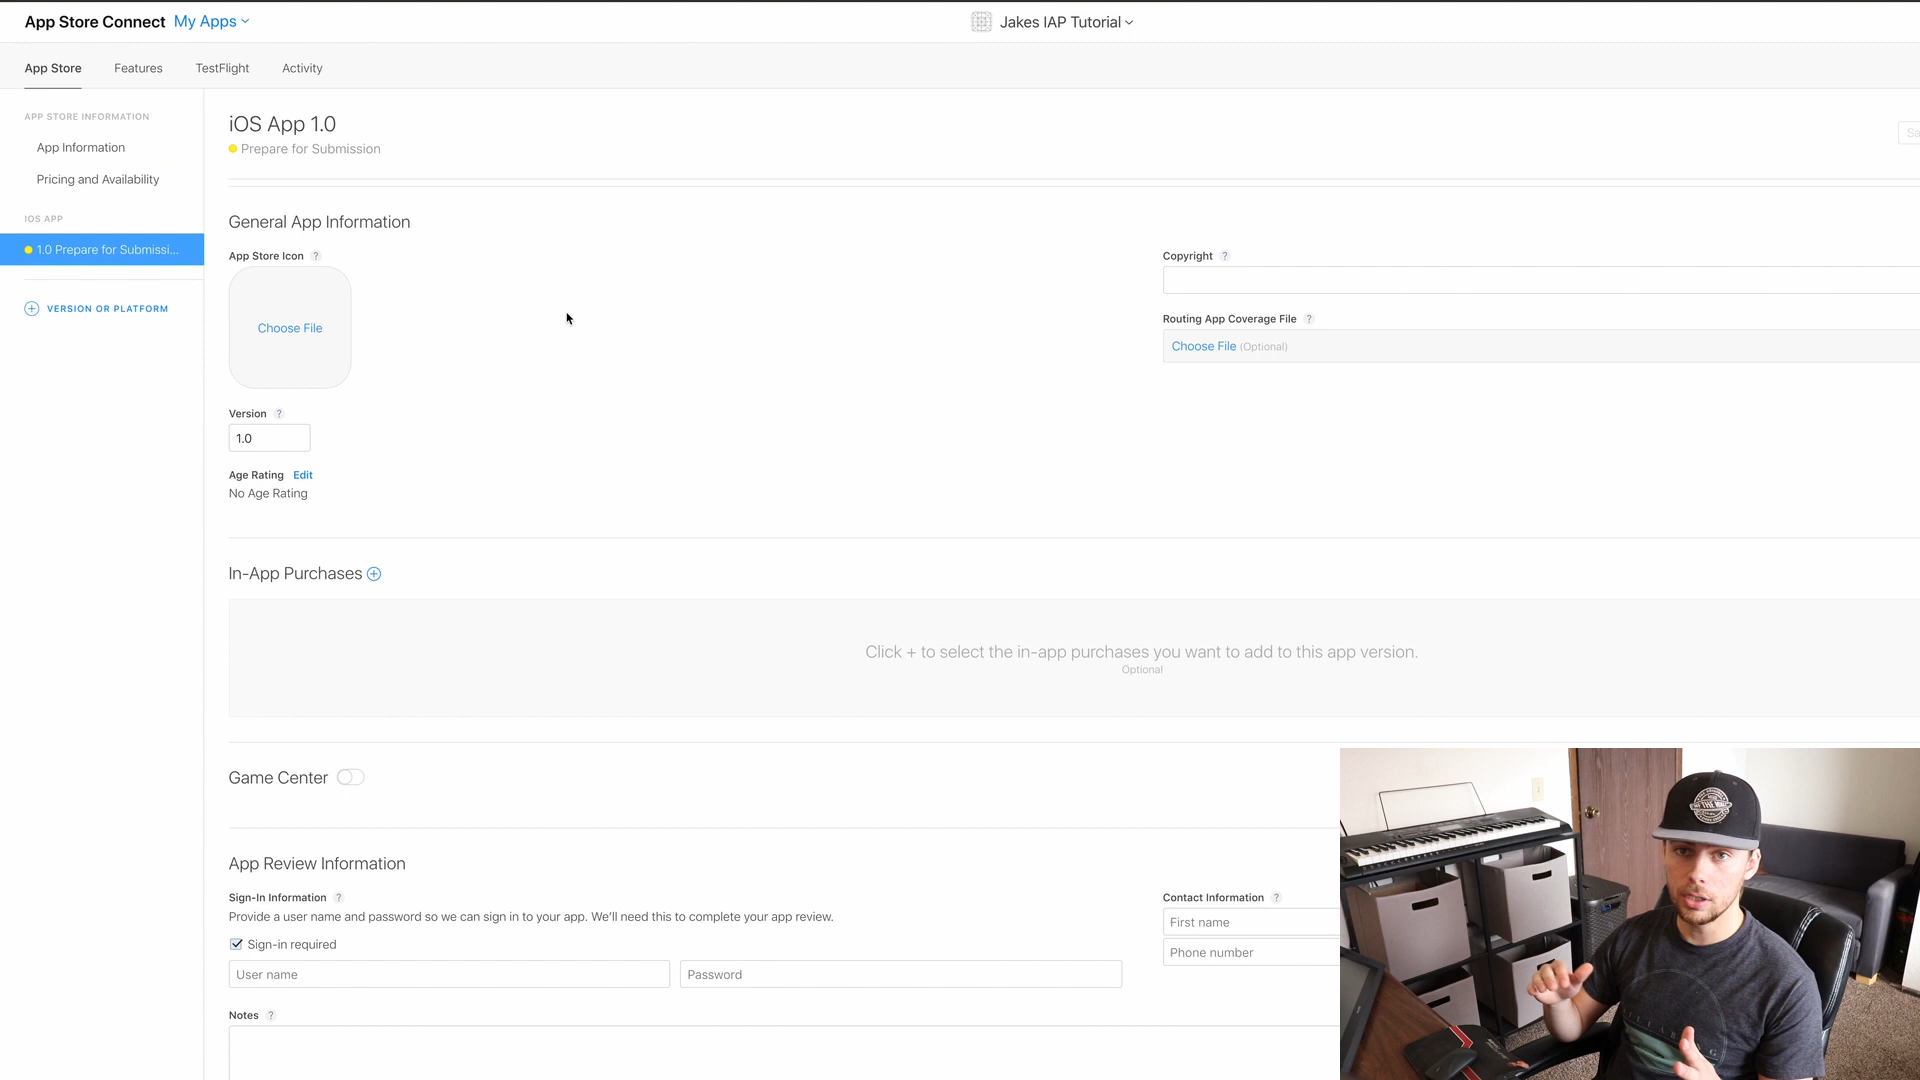 App Store Connect My Apps
Jakes IAP Tutorial
App Store Features TestFlight Activity
APP STORE INFORMATION
App Information
Pricing and Availability
IOS APP
1.0 Prepare for Submissi...
VERSION OR PLATFORM
iOS App 1.0
Prepare for Submission
Sa
General App Information
App Store Icon ?
Choose File
Version ?
1.0
Age Rating Edit
No Age Rating
Copyright ?
Routing App Coverage File ?
Choose File (Optional)
In-App Purchases
Click + to select the in-app purchases you want to add to this app version.
Optional
Game Center
App Review Information
Sign-In Information ?
Provide a user name and password so we can sign in to your app. We'll need this to complete your app review.
Sign-in required
User name Password
Contact Information ?
First name
Phone number
Notes ?